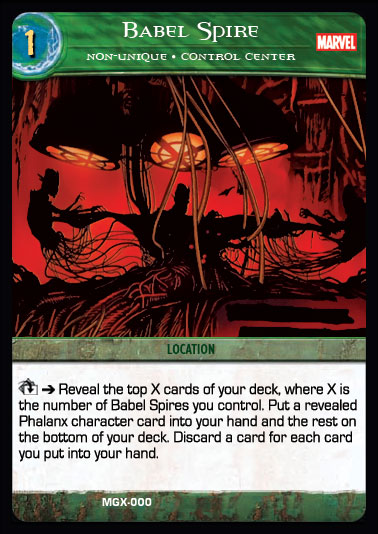 Babel Spire
1
MARVEL
NON-UNIQUE • CONTROL CENTER
LOCATION
➔ Reveal the top X cards of your deck, where X is
the number of Babel Spires you control. Put a revealed
Phalanx character card into your hand and the rest on
the bottom of your deck. Discard a card for each card
you put into your hand.
MGX-000